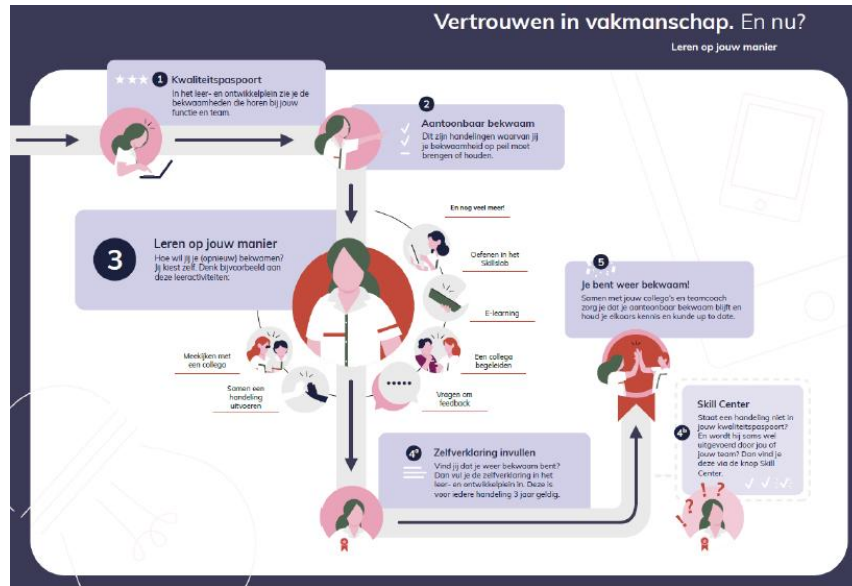 Vertrouwen in vakmanschap. En nu?
Leren op jouw manier
1 Kwaliteitspaspoort
In het leer- en ontwikkelplein zie je de
bekwaamheden die horen bij jouw
functie en team.
2
Aantoonbaar bekwaam
Dit zijn handelingen waarvan jij
je bekwaamheid op peil moet
brengen of houden.
3
Leren op jouw manier
Hoe wil jij je (opnieuw) bekwamen?
Jij kiest zelf. Denk bijvoorbeeld aan
deze leeractiviteiten:
En nog veel meer!
Oefenen in het
Skillslab
E-learning
Een collega
begeleiden
Vragen om
feedback
Samen een
handeling
uitvoeren
Meekijken met
een collega
4a Zelfverklaring invullen
Vind jij dat je weer bekwaam bent?
Dan vul je de zelfverklaring in het
leer- en ontwikkelplein in. Deze is
voor iedere handeling 3 jaar geldig.
5
Je bent weer bekwaam!
Samen met jouw collega's en teamcoach
zorg je dat je aantoonbaar bekwaam blijft en
houd je elkaars kennis en kunde up to date.
4b
Skill Center
Staat een handeling niet in
jouw kwaliteitspaspoort?
En wordt hij soms wel
uitgevoerd door jou of
jouw team? Dan vind je
deze via de knop Skill
Center.